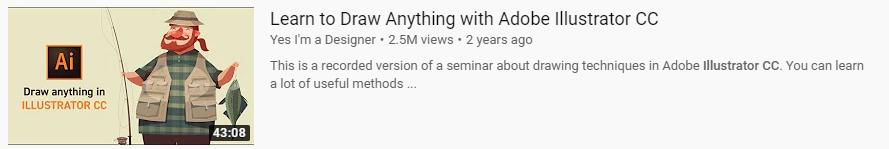 Learn to Draw Anything with Adobe Illustrator CC
Yes I'm a Designer • 2.5M views • 2 years ago
This is a recorded version of a seminar about drawing techniques in Adobe Illustrator CC. You can learn
a lot of useful methods ...
Ai
Draw anything in
ILLUSTRATOR CC
43:08